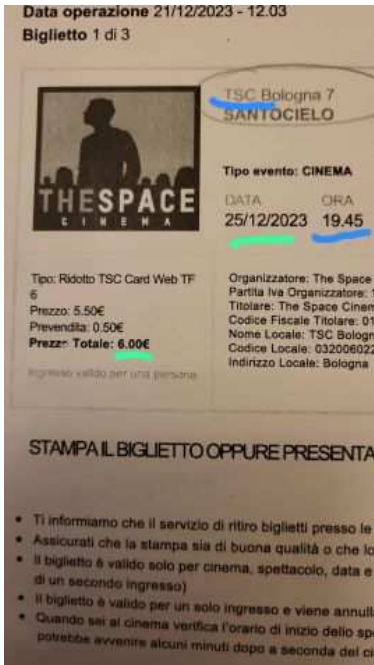 Data operazione 21/12/2023 - 12.03
Biglietto 1 di 3
TSC Bologna 7
SANTOCIELO
THE SPACE
CINEMA
Tipo evento: CINEMA
DATA ORA
25/12/2023 19.45
Tipo: Ridotto TSC Card Web TF
6
Prezzo: 5.50€
Prevendita: 0.50€
Prezzo Totale: 6.00€
Ingresso valido per una persona
Organizzatore: The Space
Partita Iva Organizzatore:
Titolare: The Space Cinem
Codice Fiscale Titolare: 01
Nome Locale: TSC Bologn
Codice Locale: 032006022
Indirizzo Locale: Bologna
STAMPA IL BIGLIETTO OPPURE PRESENTA
• Ti informiamo che il servizio di ritiro biglietti presso le
• Assicurati che la stampa sia di buona qualità o che lo
• Il biglietto è valido solo per cinema, spettacolo, data e
di un secondo ingresso)
• Il biglietto è valido per un solo ingresso e viene annull
• Quando sei al cinema verifica l'orario di inizio dello spe
potrebbe avvenire alcuni minuti dopo a seconda del ci